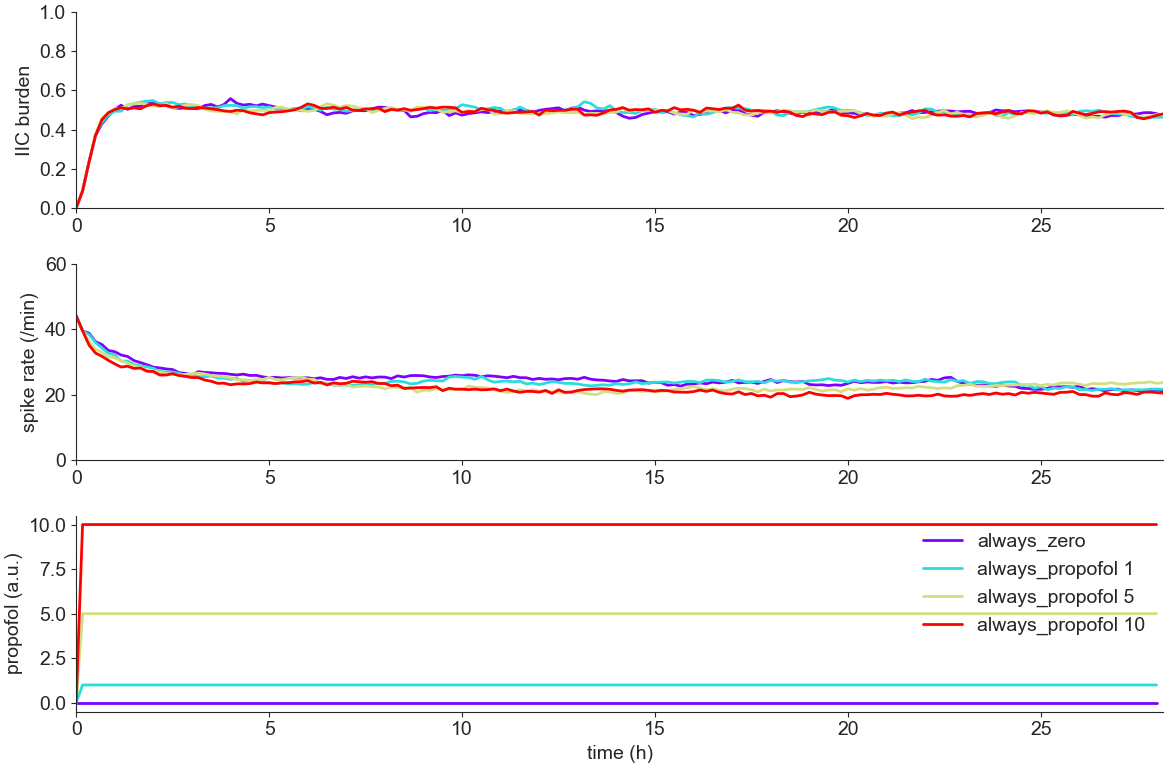 1.0
0.8
0.6
0.4
0.2
0.0
IIC burden
0 5 10 15 20 25
60
40
20
0
spike rate (/min)
0 5 10 15 20 25
10.0
7.5
5.0
2.5
0.0
propofol (a.u.)
always_zero
always_propofol 1
always_propofol 5
always_propofol 10
0 5 10 15 20 25
time (h)